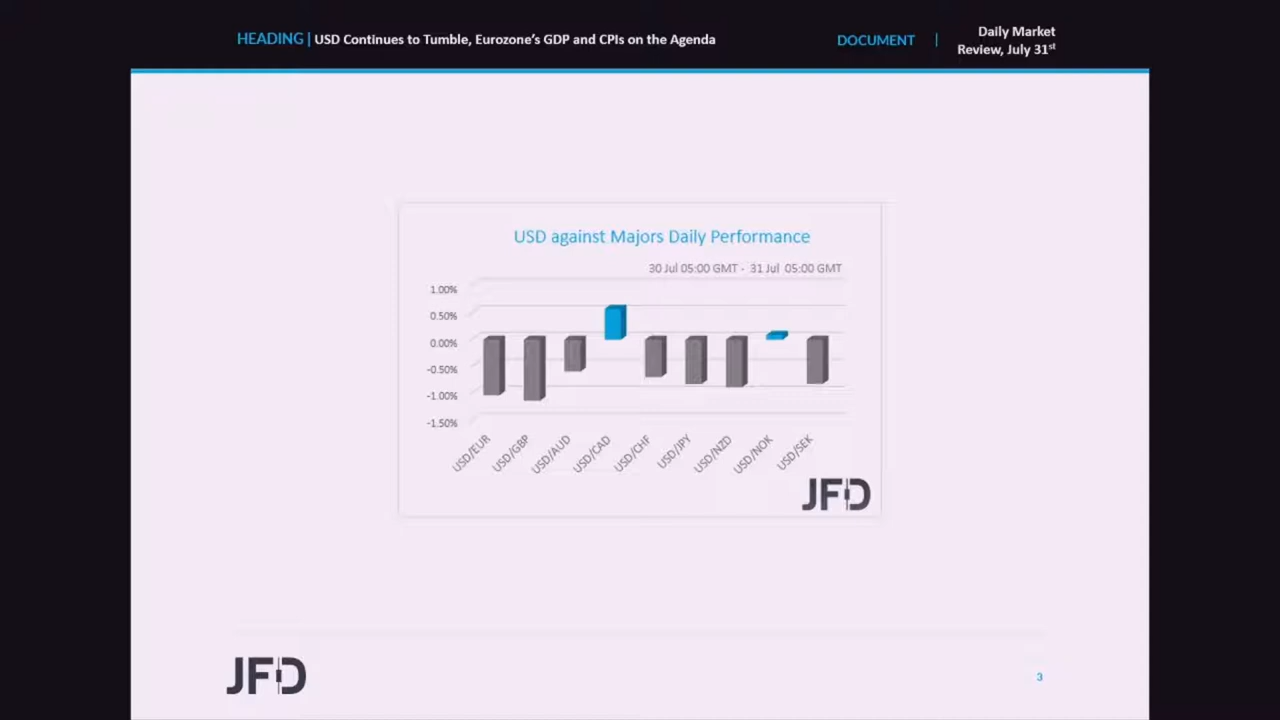 HEADING | USD Continues to Tumble, Eurozone's GDP and CPIs on the Agenda
DOCUMENT |
Daily Market
Review, July 31st
USD against Majors Daily Performance
30 Jul 05:00 GMT - 31 Jul 05:00 GMT
1.00%
0.50%
0.00%
-0.50%
-1.00%
-1.50%
USD/EUR
USD/GBP
USD/AUD
USD/CAD
USD/CHF
USD/JPY
USD/NZD
USD/NOK
USD/SEK
JFD
JFD
3